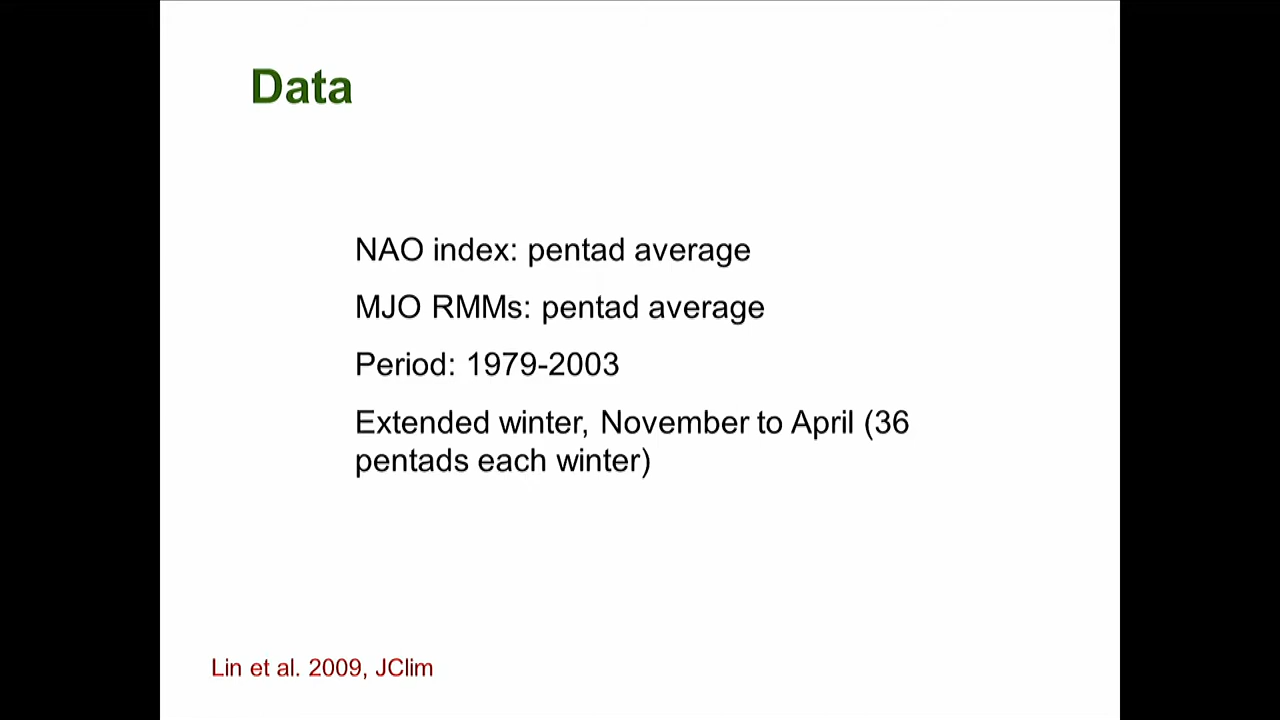 Data
NAO index: pentad average
MJO RMMs: pentad average
Period: 1979-2003
Extended winter, November to April (36
pentads each winter)
Lin et al. 2009, JClim